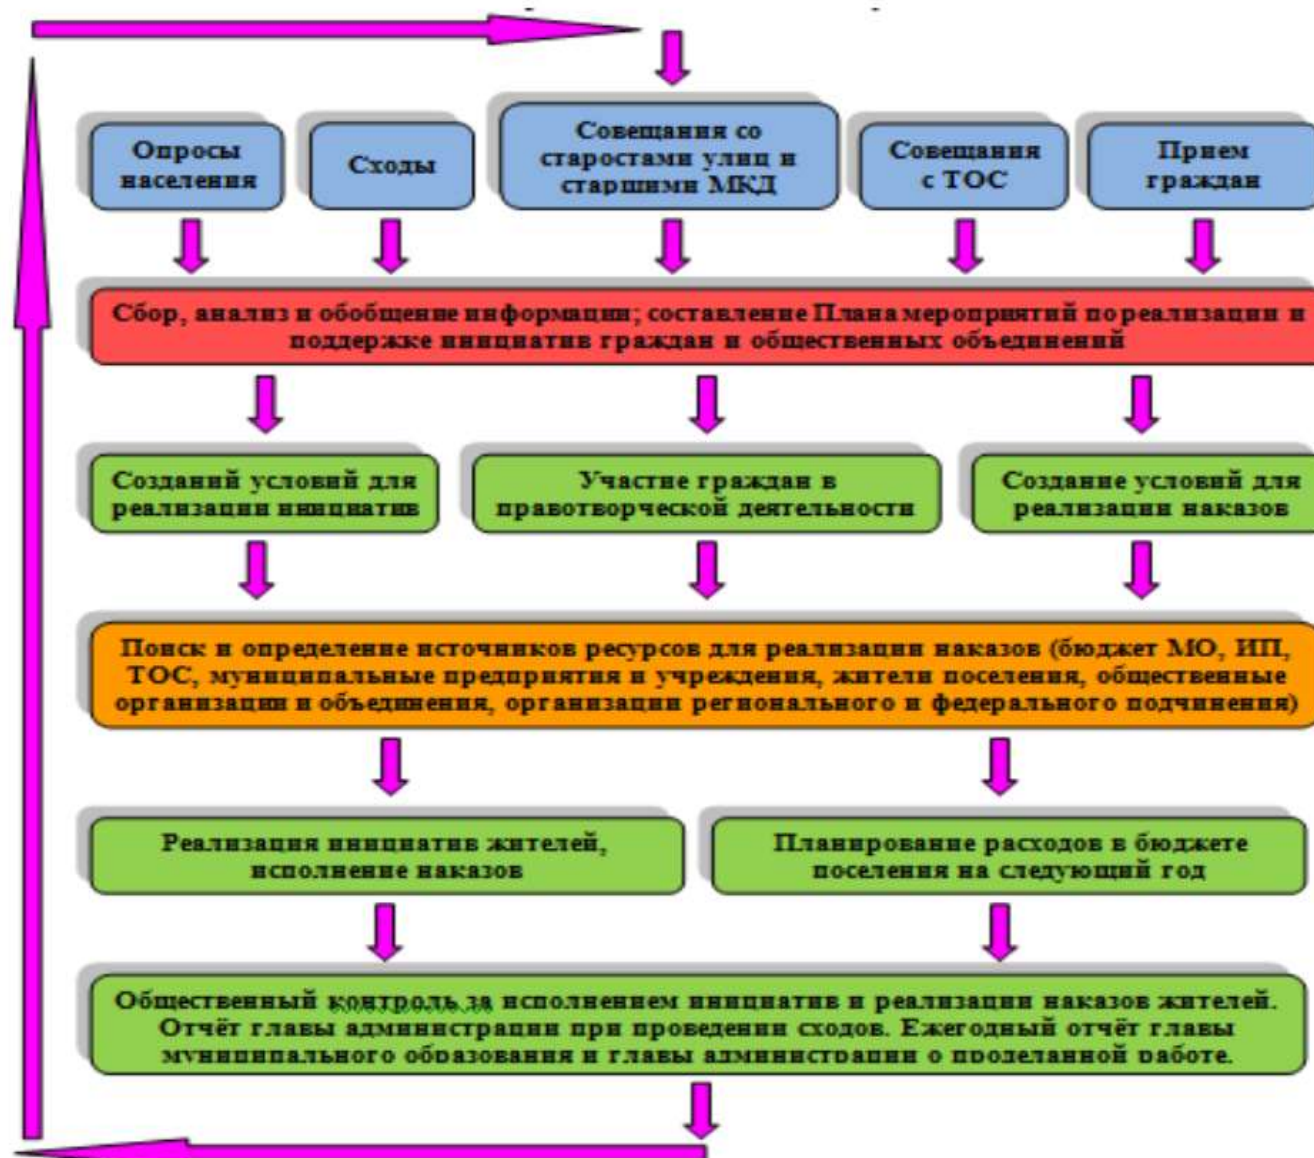 Опросы
населения
Сходы
Совещания со
старостами улиц и
старшими МКД
Совещания
с ТОС
Прием
граждан
Сбор, анализ и обобщение информации; составление Плана мероприятий по реализации и
поддержке инициатив граждан и общественных объединений
Созданий условий для
реализации инициатив
Участие граждан в
правотворческой деятельности
Создание условий для
реализации наказов
Поиск и определение источников ресурсов для реализации наказов (бюджет МО, ИП,
ТОС, муниципальные предприятия и учреждения, жители поселения, общественные
организации и объединения, организации регионального и федерального подчинения)
Реализация инициатив жителей,
исполнение наказов
Планирование расходов в бюджете
поселения на следующий год
Общественный контроль за исполнением инициатив и реализации наказов жителей.
Отчёт главы администрации при проведении сходов. Ежегодный отчёт главы
муниципального образования и главы администрации о проделанной работе.